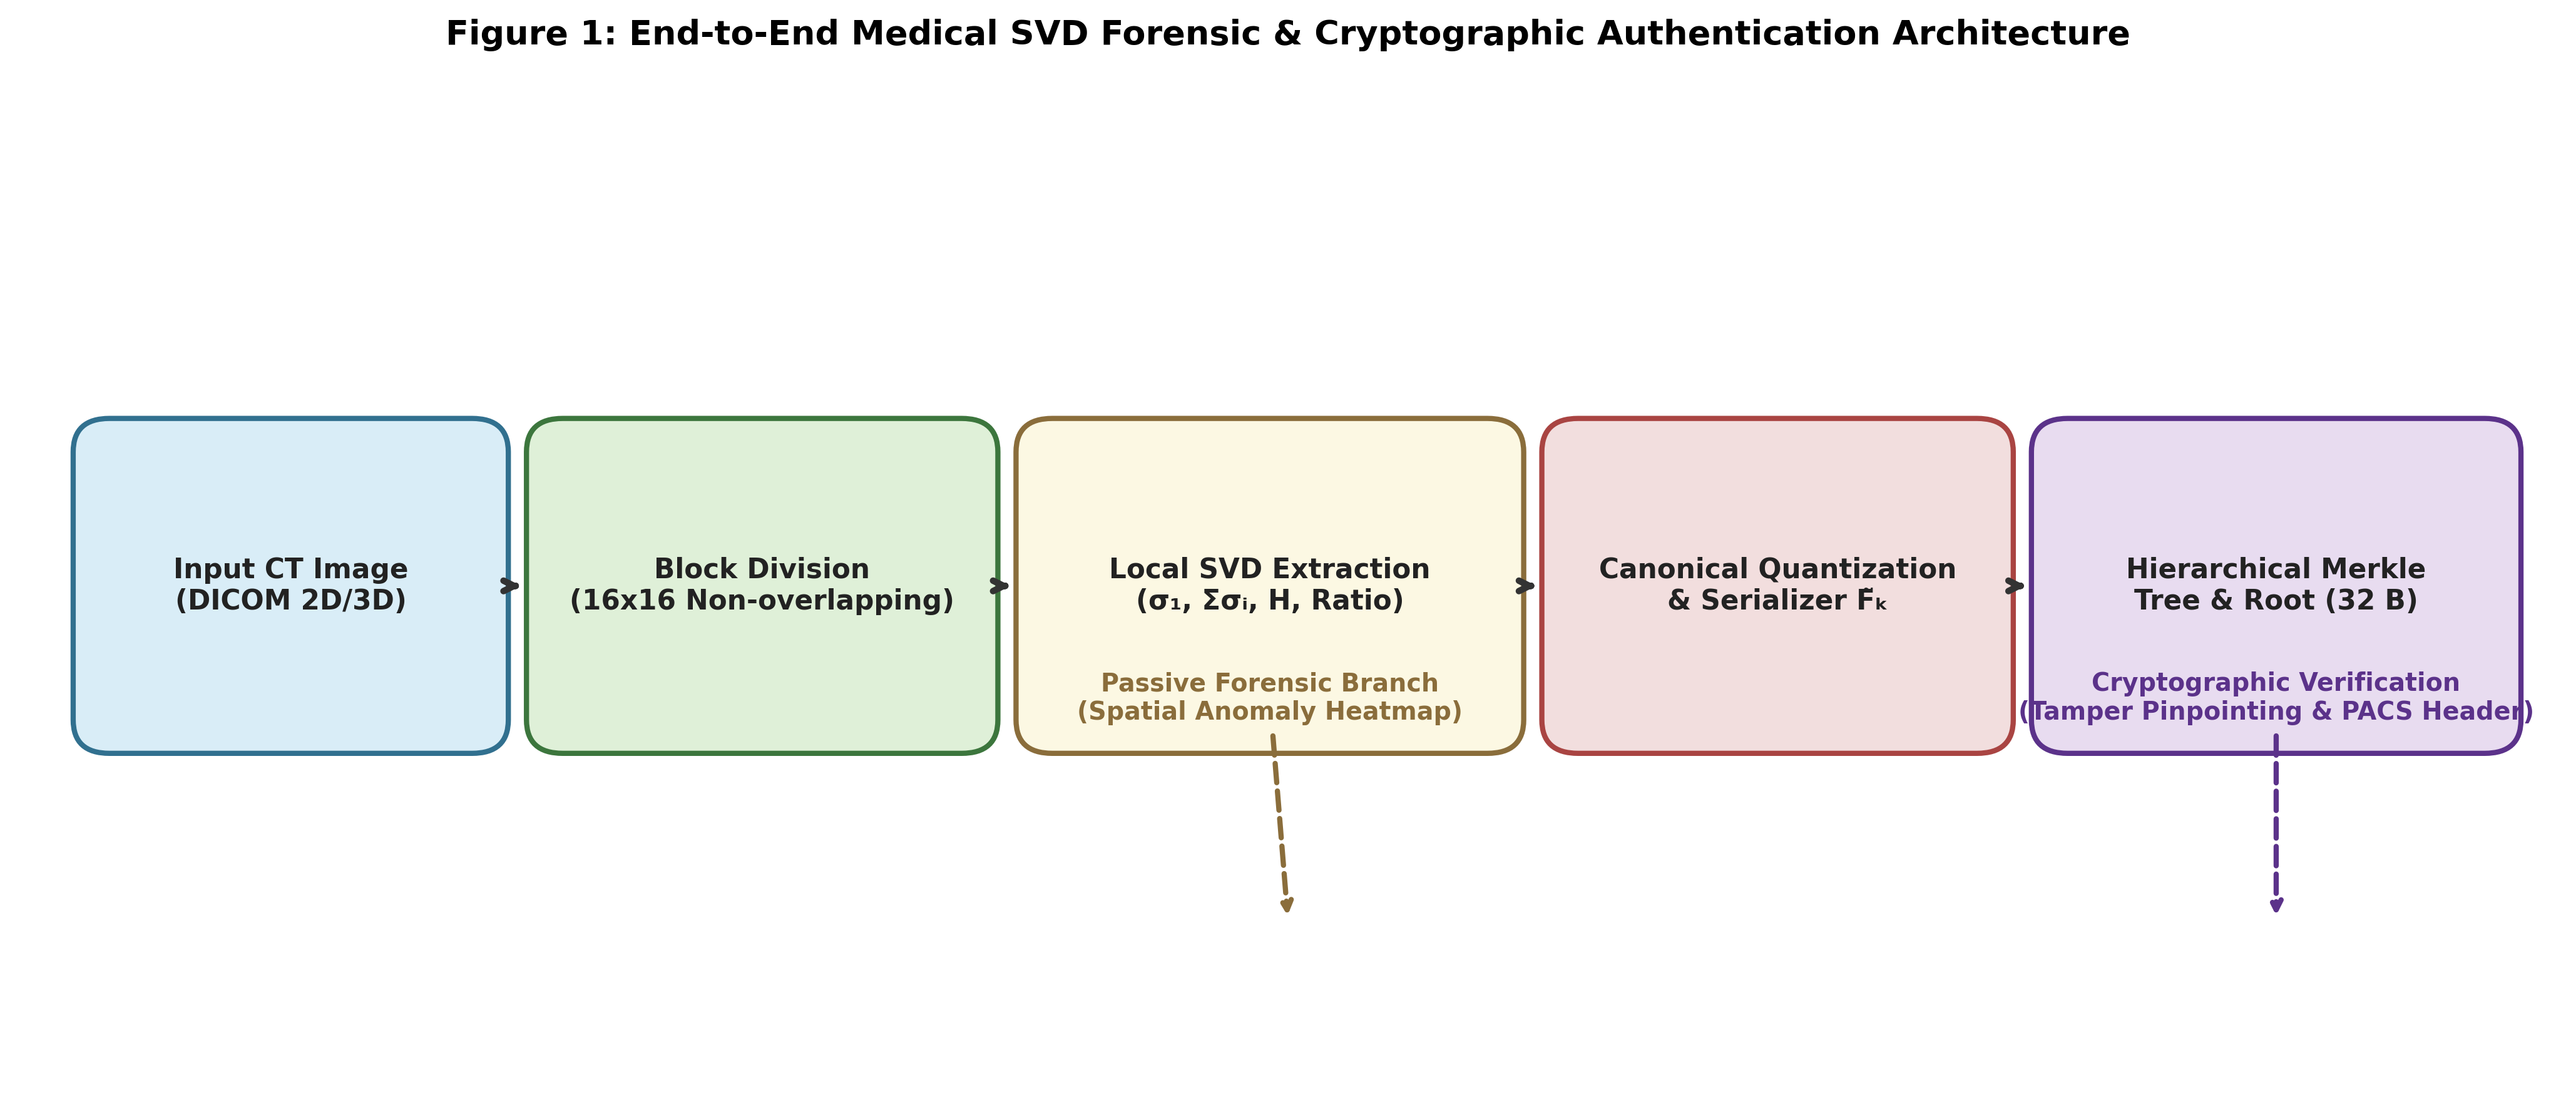 Figure 1: End-to-End Medical SVD Forensic & Cryptographic Authentication Architecture
Input CT Image
(DICOM 2D/3D)
Block Division
(16x16 Non-overlapping)
Local SVD Extraction
(σ₁, Σσᵢ, H, Ratio)
Passive Forensic Branch
(Spatial Anomaly Heatmap)
Canonical Quantization
& Serializer F̃ₖ
Hierarchical Merkle
Tree & Root (32 B)
Cryptographic Verification
(Tamper Pinpointing & PACS Header)